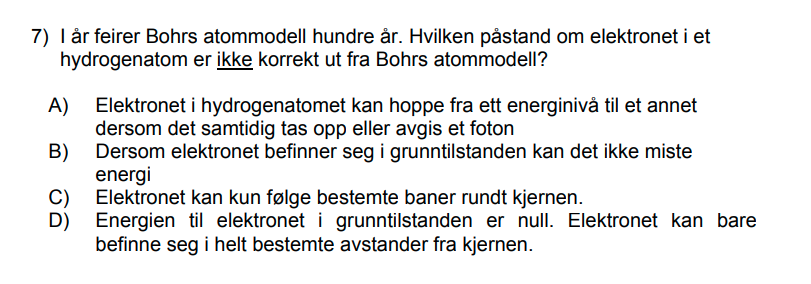 7) I år feirer Bohrs atommodell hundre år. Hvilken påstand om elektronet i et
hydrogenatom er ikke korrekt ut fra Bohrs atommodell?
A) Elektronet i hydrogenatomet kan hoppe fra ett energinivå til et annet
dersom det samtidig tas opp eller avgis et foton
B) Dersom elektronet befinner seg i grunntilstanden kan det ikke miste
energi
C) Elektronet kan kun følge bestemte baner rundt kjernen.
D) Energien til elektronet i grunntilstanden er null. Elektronet kan bare
befinne seg i helt bestemte avstander fra kjernen.